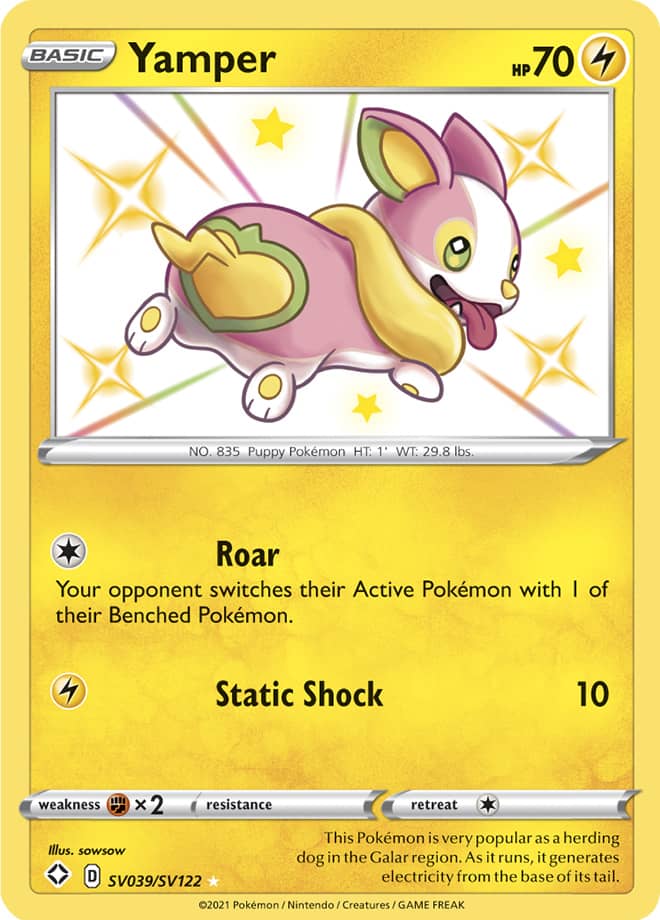 BASIC Yamper HP 70
NO. 835 Puppy Pokémon HT: 1' WT: 29.8 lbs.
Roar
Your opponent switches their Active Pokémon with 1 of
their Benched Pokémon.
Static Shock 10
weakness ×2 resistance retreat
Illus. sowsow
This Pokémon is very popular as a herding
dog in the Galar region. As it runs, it generates
electricity from the base of its tail.
D SV039/SV122
©2021 Pokémon / Nintendo / Creatures / GAME FREAK